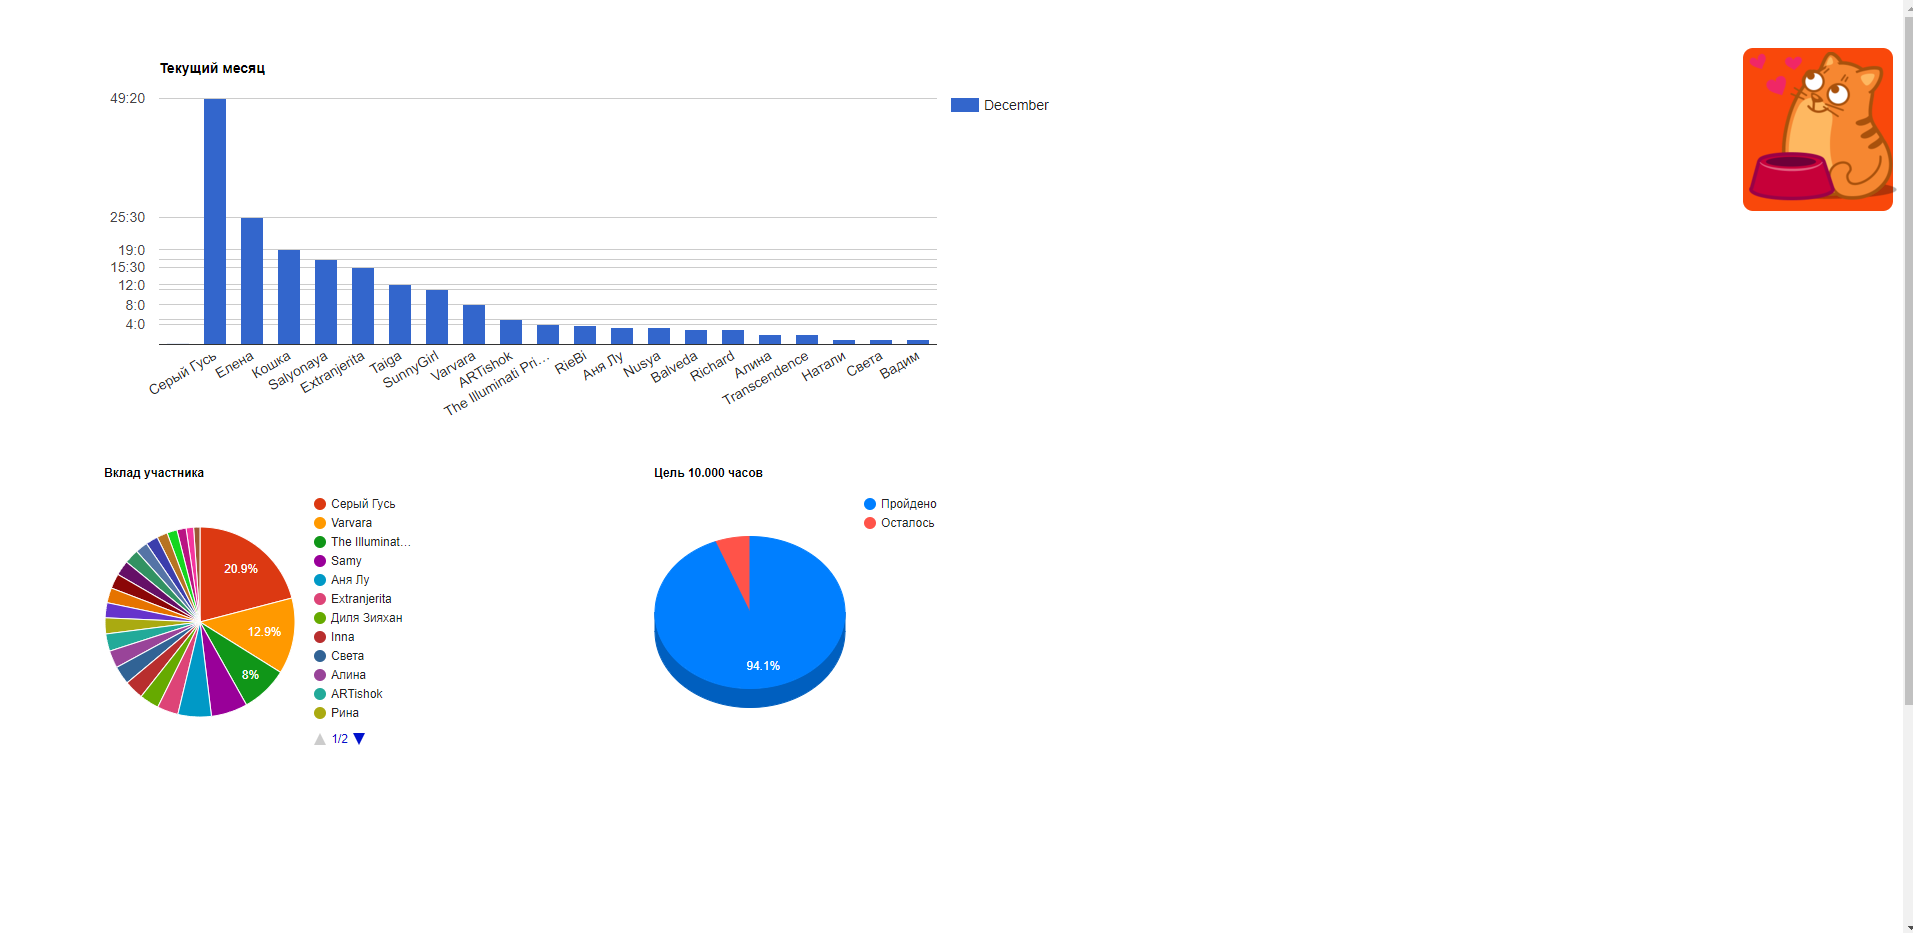 Текущий месяц
49:20
25:30
19:0
15:30
12:0
8:0
4:0
December
Серый Гусь
Елена
Кошка
Salyonaya
Extranjerita
Taiga
SunnyGirl
Varvara
ARTishok
The Illuminati Pri…
RieBi
Аня Лу
Nusya
Balveda
Richard
Алина
Transcendence
Натали
Света
Вадим
Вклад участника
20.9%
12.9%
8%
Серый Гусь
Varvara
The Illuminat…
Samy
Аня Лу
Extranjerita
Диля Зияхан
Inna
Света
Алина
ARTishok
Рина
1/2
Цель 10.000 часов
94.1%
Пройдено
Осталось